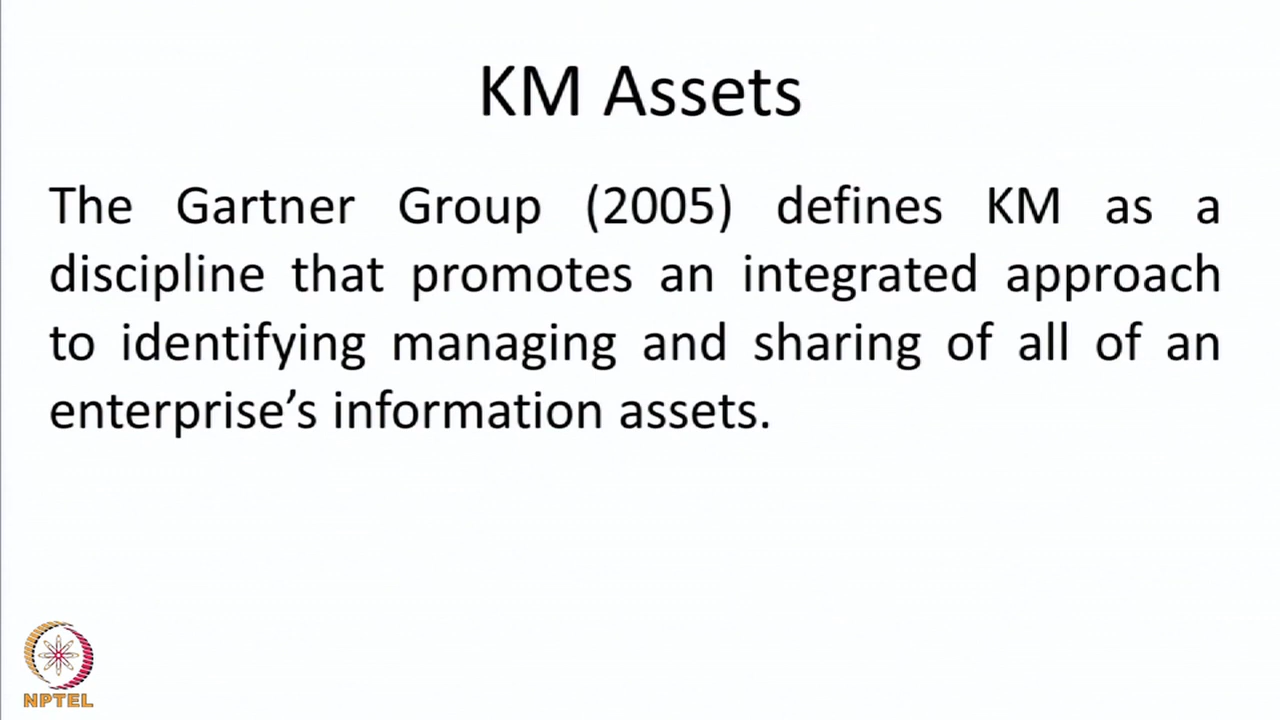 KM Assets
The Gartner Group (2005) defines KM as a
discipline that promotes an integrated approach
to identifying managing and sharing of all of an
enterprise’s information assets.
NPTEL